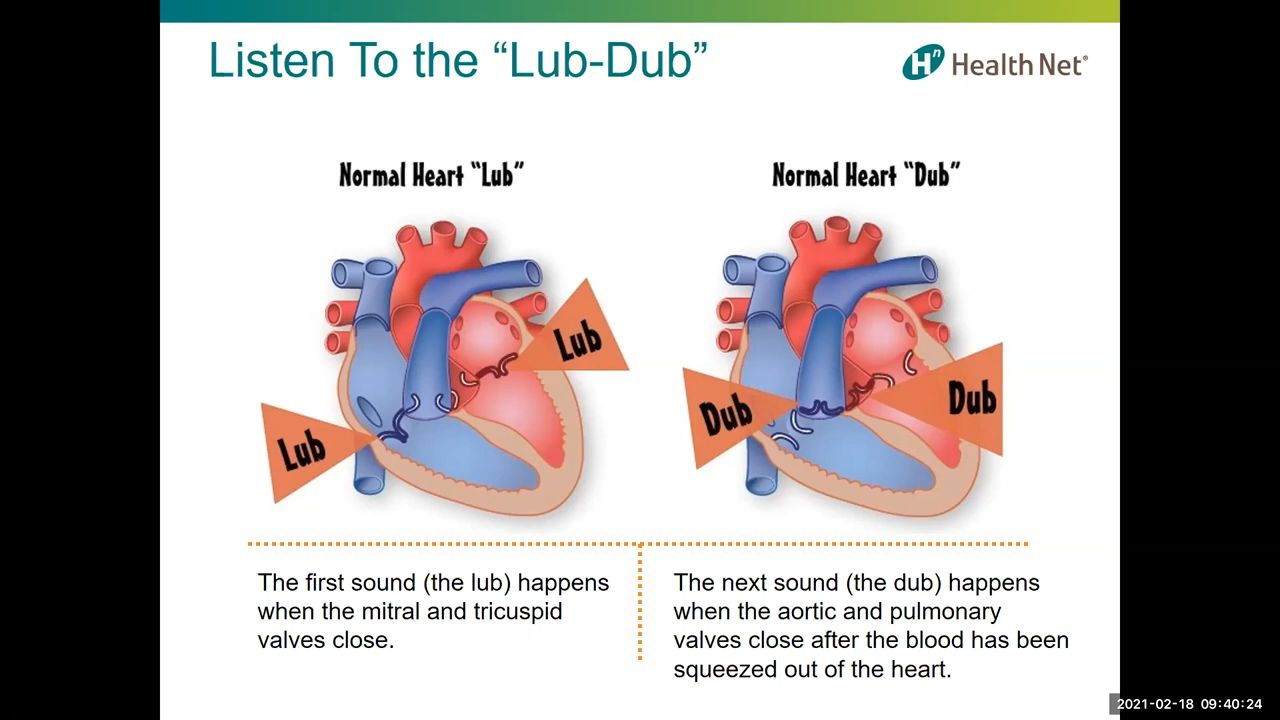 Listen To the “Lub-Dub”
Hn Health Net®
Normal Heart “Lub”
Normal Heart “Dub”
Lub
Lub
Dub
Dub
The first sound (the lub) happens
when the mitral and tricuspid
valves close.
The next sound (the dub) happens
when the aortic and pulmonary
valves close after the blood has been
squeezed out of the heart.
2021-02-18 09:40:24